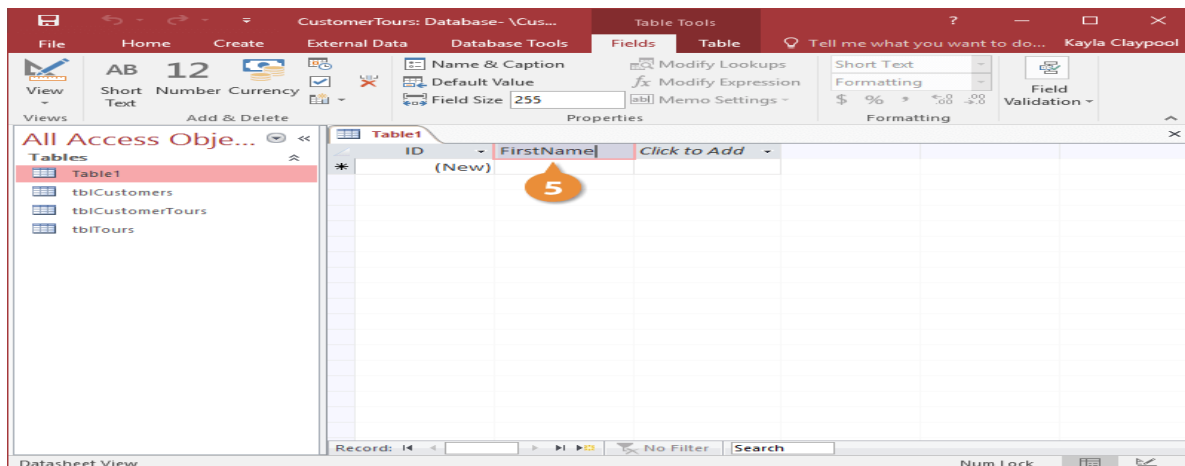 CustomerTours: Database- \Cus... Table Tools ?
File Home Create External Data Database Tools Fields Table Tell me what you want to do... Kayla Claypool
View
AB Short Text
12 Number
Currency
Views
Add & Delete
Name & Caption
Default Value
Field Size 255
Modify Lookups
fx Modify Expression
ab| Memo Settings
Properties
Short Text
Formatting
$ % , .00 .00
Formatting
Field Validation
All Access Obje... «
Tables
Table1
tblCustomers
tblCustomerTours
tblTours
Table1
ID FirstName Click to Add
* (New)
5
Record: No Filter Search
Datasheet View Num Lock